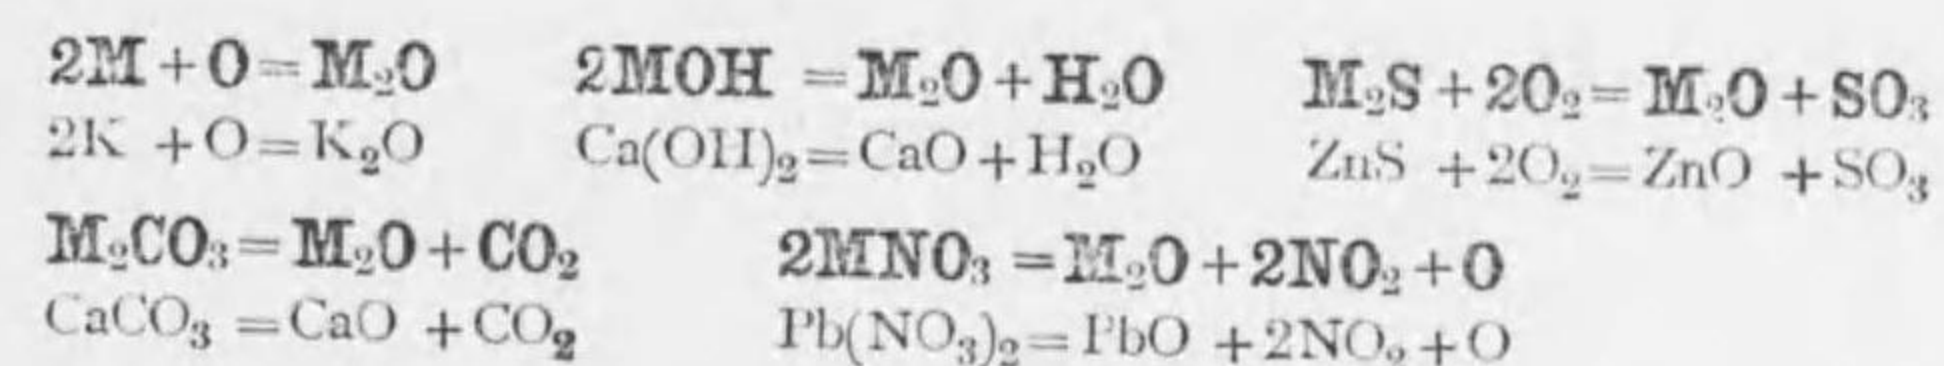 2M + O = M₂O 2MOH = M₂O + H₂O M₂S + 2O₂ = M₂O + SO₃
2K + O = K₂O Ca(OH)₂ = CaO + H₂O ZnS + 2O₂ = ZnO + SO₃
M₂CO₃ = M₂O + CO₂ 2MNO₃ = M₂O + 2NO₂ + O
CaCO₃ = CaO + CO₂ Pb(NO₃)₂ = PbO + 2NO₂ + O